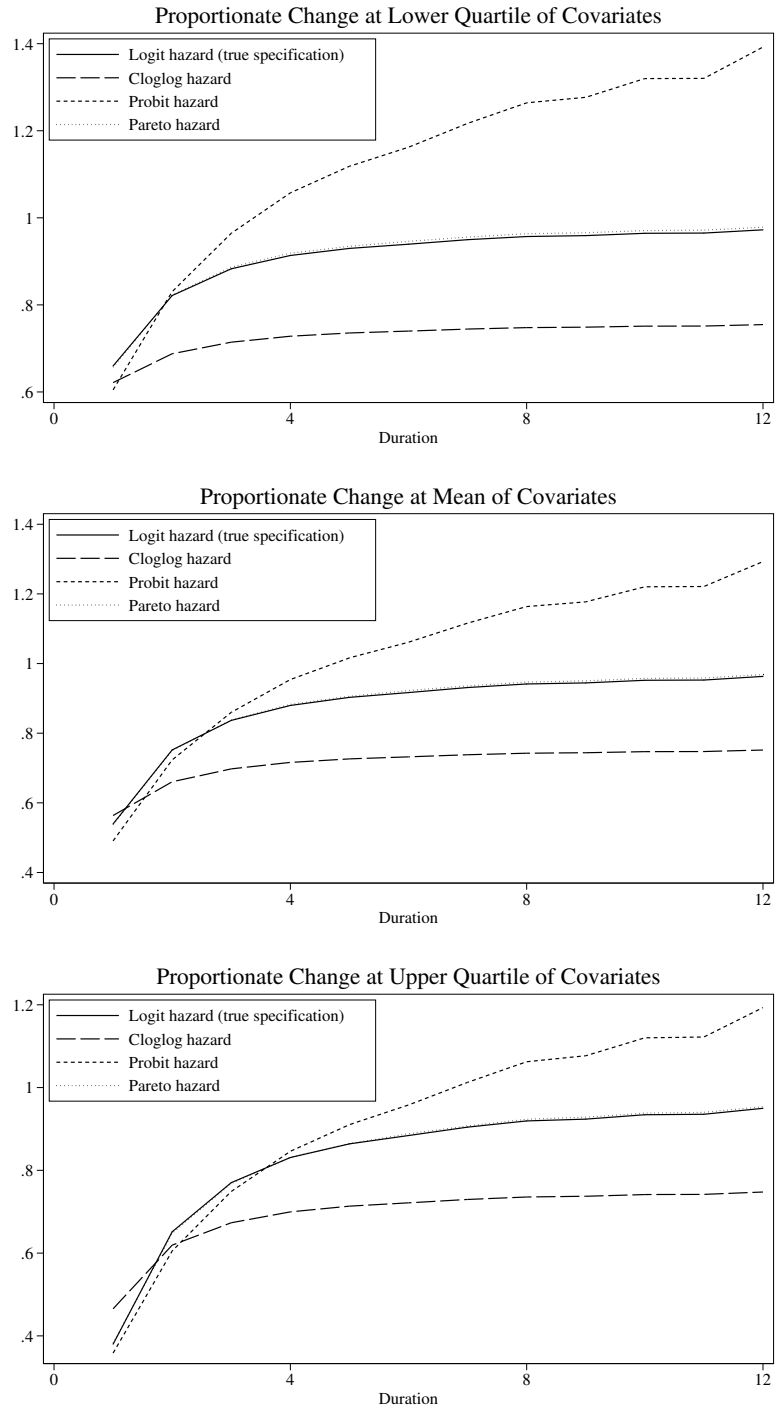 Proportionate Change at Lower Quartile of Covariates
1.4
1.2
1
.8
.6
Logit hazard (true specification)
Cloglog hazard
Probit hazard
Pareto hazard
0 4 8 12
Duration
Proportionate Change at Mean of Covariates
1.4
1.2
1
.8
.6
.4
Logit hazard (true specification)
Cloglog hazard
Probit hazard
Pareto hazard
0 4 8 12
Duration
Proportionate Change at Upper Quartile of Covariates
1.2
1
.8
.6
.4
Logit hazard (true specification)
Cloglog hazard
Probit hazard
Pareto hazard
0 4 8 12
Duration